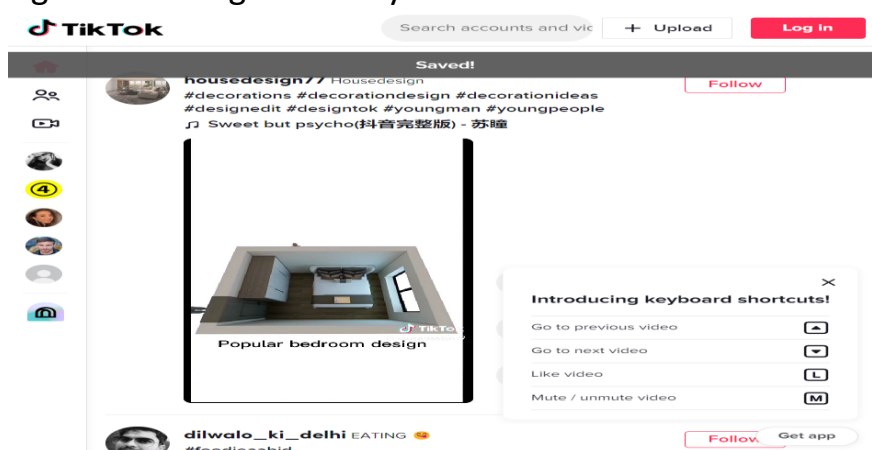 TikTok
Search accounts and vic
+ Upload
Log in
Saved!
housedesign77 Housedesign
Follow
#decorations #decorationdesign #decorationideas
#designedit #designtok #youngman #youngpeople
♫ Sweet but psycho(抖音完整版) - 苏瞳
4
TikTo
Popular bedroom design
Introducing keyboard shortcuts!
Go to previous video
Go to next video
Like video L
Mute / unmute video M
dilwalo_ki_delhi EATING 😋
Follow
Get app